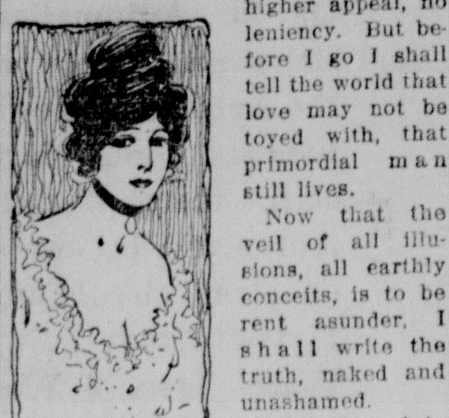 higher appeal, no
leniency. But be-
fore I go I shall
tell the world that
love may not be
toyed with, that
primordial man
still lives.
Now that the
veil of all illu-
sions, all earthly
conceits, is to be
rent asunder, I
shall write the
truth, naked and
unashamed.